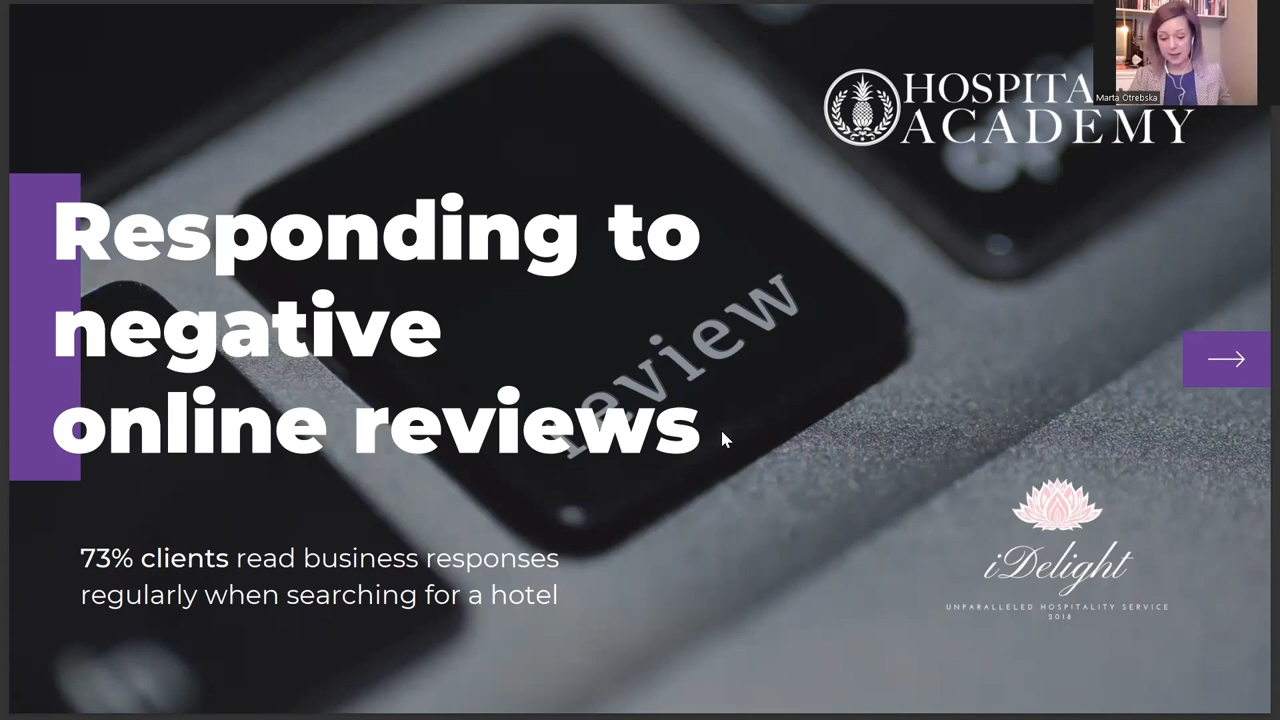 HOSPITA
ACADEMY
Marta Otrebska
Responding to
negative
online reviews
review
73% clients read business responses
regularly when searching for a hotel
iDelight
UNPARALLELED HOSPITALITY SERVICE
2018